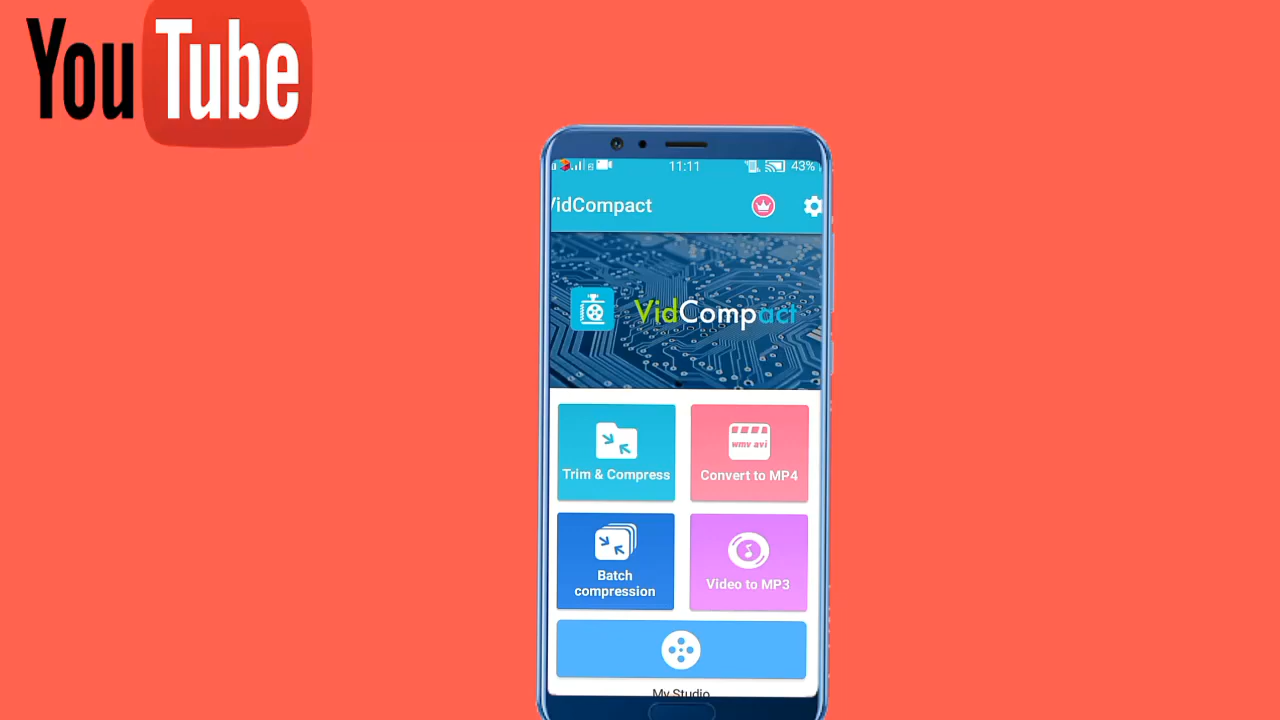 YouTube
11:11
43%
VidCompact
VidCompact
Trim & Compress
wmv avi
Convert to MP4
Batch
compression
Video to MP3
My Studio